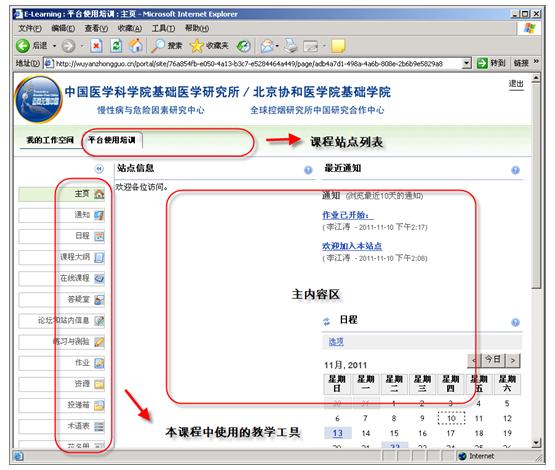 E-Learning : 平台使用培训 : 主页 - Microsoft Internet Explorer
文件(F) 编辑(E) 查看(V) 收藏(A) 工具(T) 帮助(H)
后退 搜索 收藏夹
地址(D) http://wuyanzhongguo.cn/portal/site/76a854fb-e050-4a13-b3c7-e5284464a449/page/adb4a7d1-498a-4a6b-808e-2b6b9e5829a8 转到 链接 »
退出
中国医学科学院基础医学研究所 / 北京协和医学院基础学院
慢性病与危险因素研究中心 全球控烟研究所中国研究合作中心
我的工作空间 平台使用培训 课程站点列表
站点信息 最近通知
欢迎各位访问。
主页
通知 (浏览最近10天的通知)
通知
作业已开始:
(李江涛 - 2011-11-10 下午2:17)
日程
课程大纲
欢迎加入本站点
(李江涛 - 2011-11-10 下午2:08)
在线课程
答疑室
主内容区
论坛和站内信息
日程
练习与测验
选项
作业
11月, 2011 < 今日 >
资源
星期日 星期一 星期二 星期三 星期四 星期五 星期六
投递箱
30 31 1 2 3 4 5
术语表
6 7 8 9 10 11 12
本课程中使用的教学工具
13 14 15 16 17 18 19
花名册
Internet